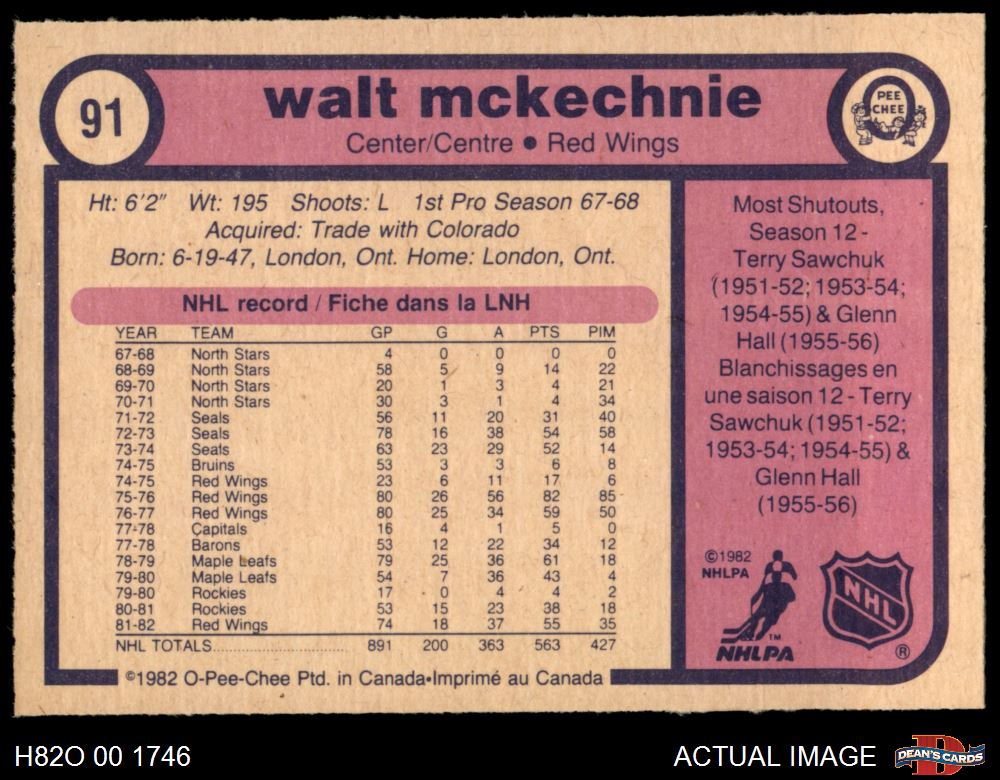 91
walt mckechnie
Center/Centre ● Red Wings
PEE
CHEE
Ht: 6'2" Wt: 195 Shoots: L 1st Pro Season 67-68
Acquired: Trade with Colorado
Born: 6-19-47, London, Ont. Home: London, Ont.
NHL record / Fiche dans la LNH
YEAR TEAM GP G A PTS PIM
67-68 North Stars 4 0 0 0 0
68-69 North Stars 58 5 9 14 22
69-70 North Stars 20 1 3 4 21
70-71 North Stars 30 3 1 4 34
71-72 Seals 56 11 20 31 40
72-73 Seals 78 16 38 54 58
73-74 Seals 63 23 29 52 14
74-75 Bruins 53 3 3 6 8
74-75 Red Wings 23 6 11 17 6
75-76 Red Wings 80 26 56 82 85
76-77 Red Wings 80 25 34 59 50
77-78 Capitals 16 4 1 5 0
77-78 Barons 53 12 22 34 12
78-79 Maple Leafs 79 25 36 61 18
79-80 Maple Leafs 54 7 36 43 4
79-80 Rockies 17 0 4 4 2
80-81 Rockies 53 15 23 38 18
81-82 Red Wings 74 18 37 55 35
NHL TOTALS 891 200 363 563 427
©1982 O-Pee-Chee Ptd. in Canada•Imprimé au Canada
Most Shutouts,
Season 12 -
Terry Sawchuk
(1951-52; 1953-54;
1954-55) & Glenn
Hall (1955-56)
Blanchissages en
une saison 12 - Terry
Sawchuk (1951-52;
1953-54; 1954-55) &
Glenn Hall
(1955-56)
©1982
NHLPA
TM
NHLPA
NHL
®
H82O 00 1746
ACTUAL IMAGE
D
DEAN'S CARDS